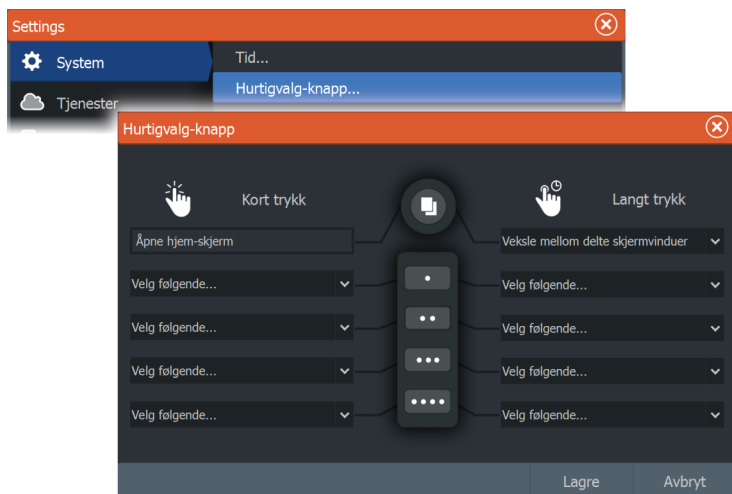 Settings
System
Tid...
Hurtigvalg-knapp...
Tjenester
Hurtigvalg-knapp
Kort trykk
Langt trykk
Åpne hjem-skjerm
Veksle mellom delte skjermvinduer
Velg følgende...
Velg følgende...
Velg følgende...
Velg følgende...
Velg følgende...
Velg følgende...
Velg følgende...
Velg følgende...
Lagre
Avbryt